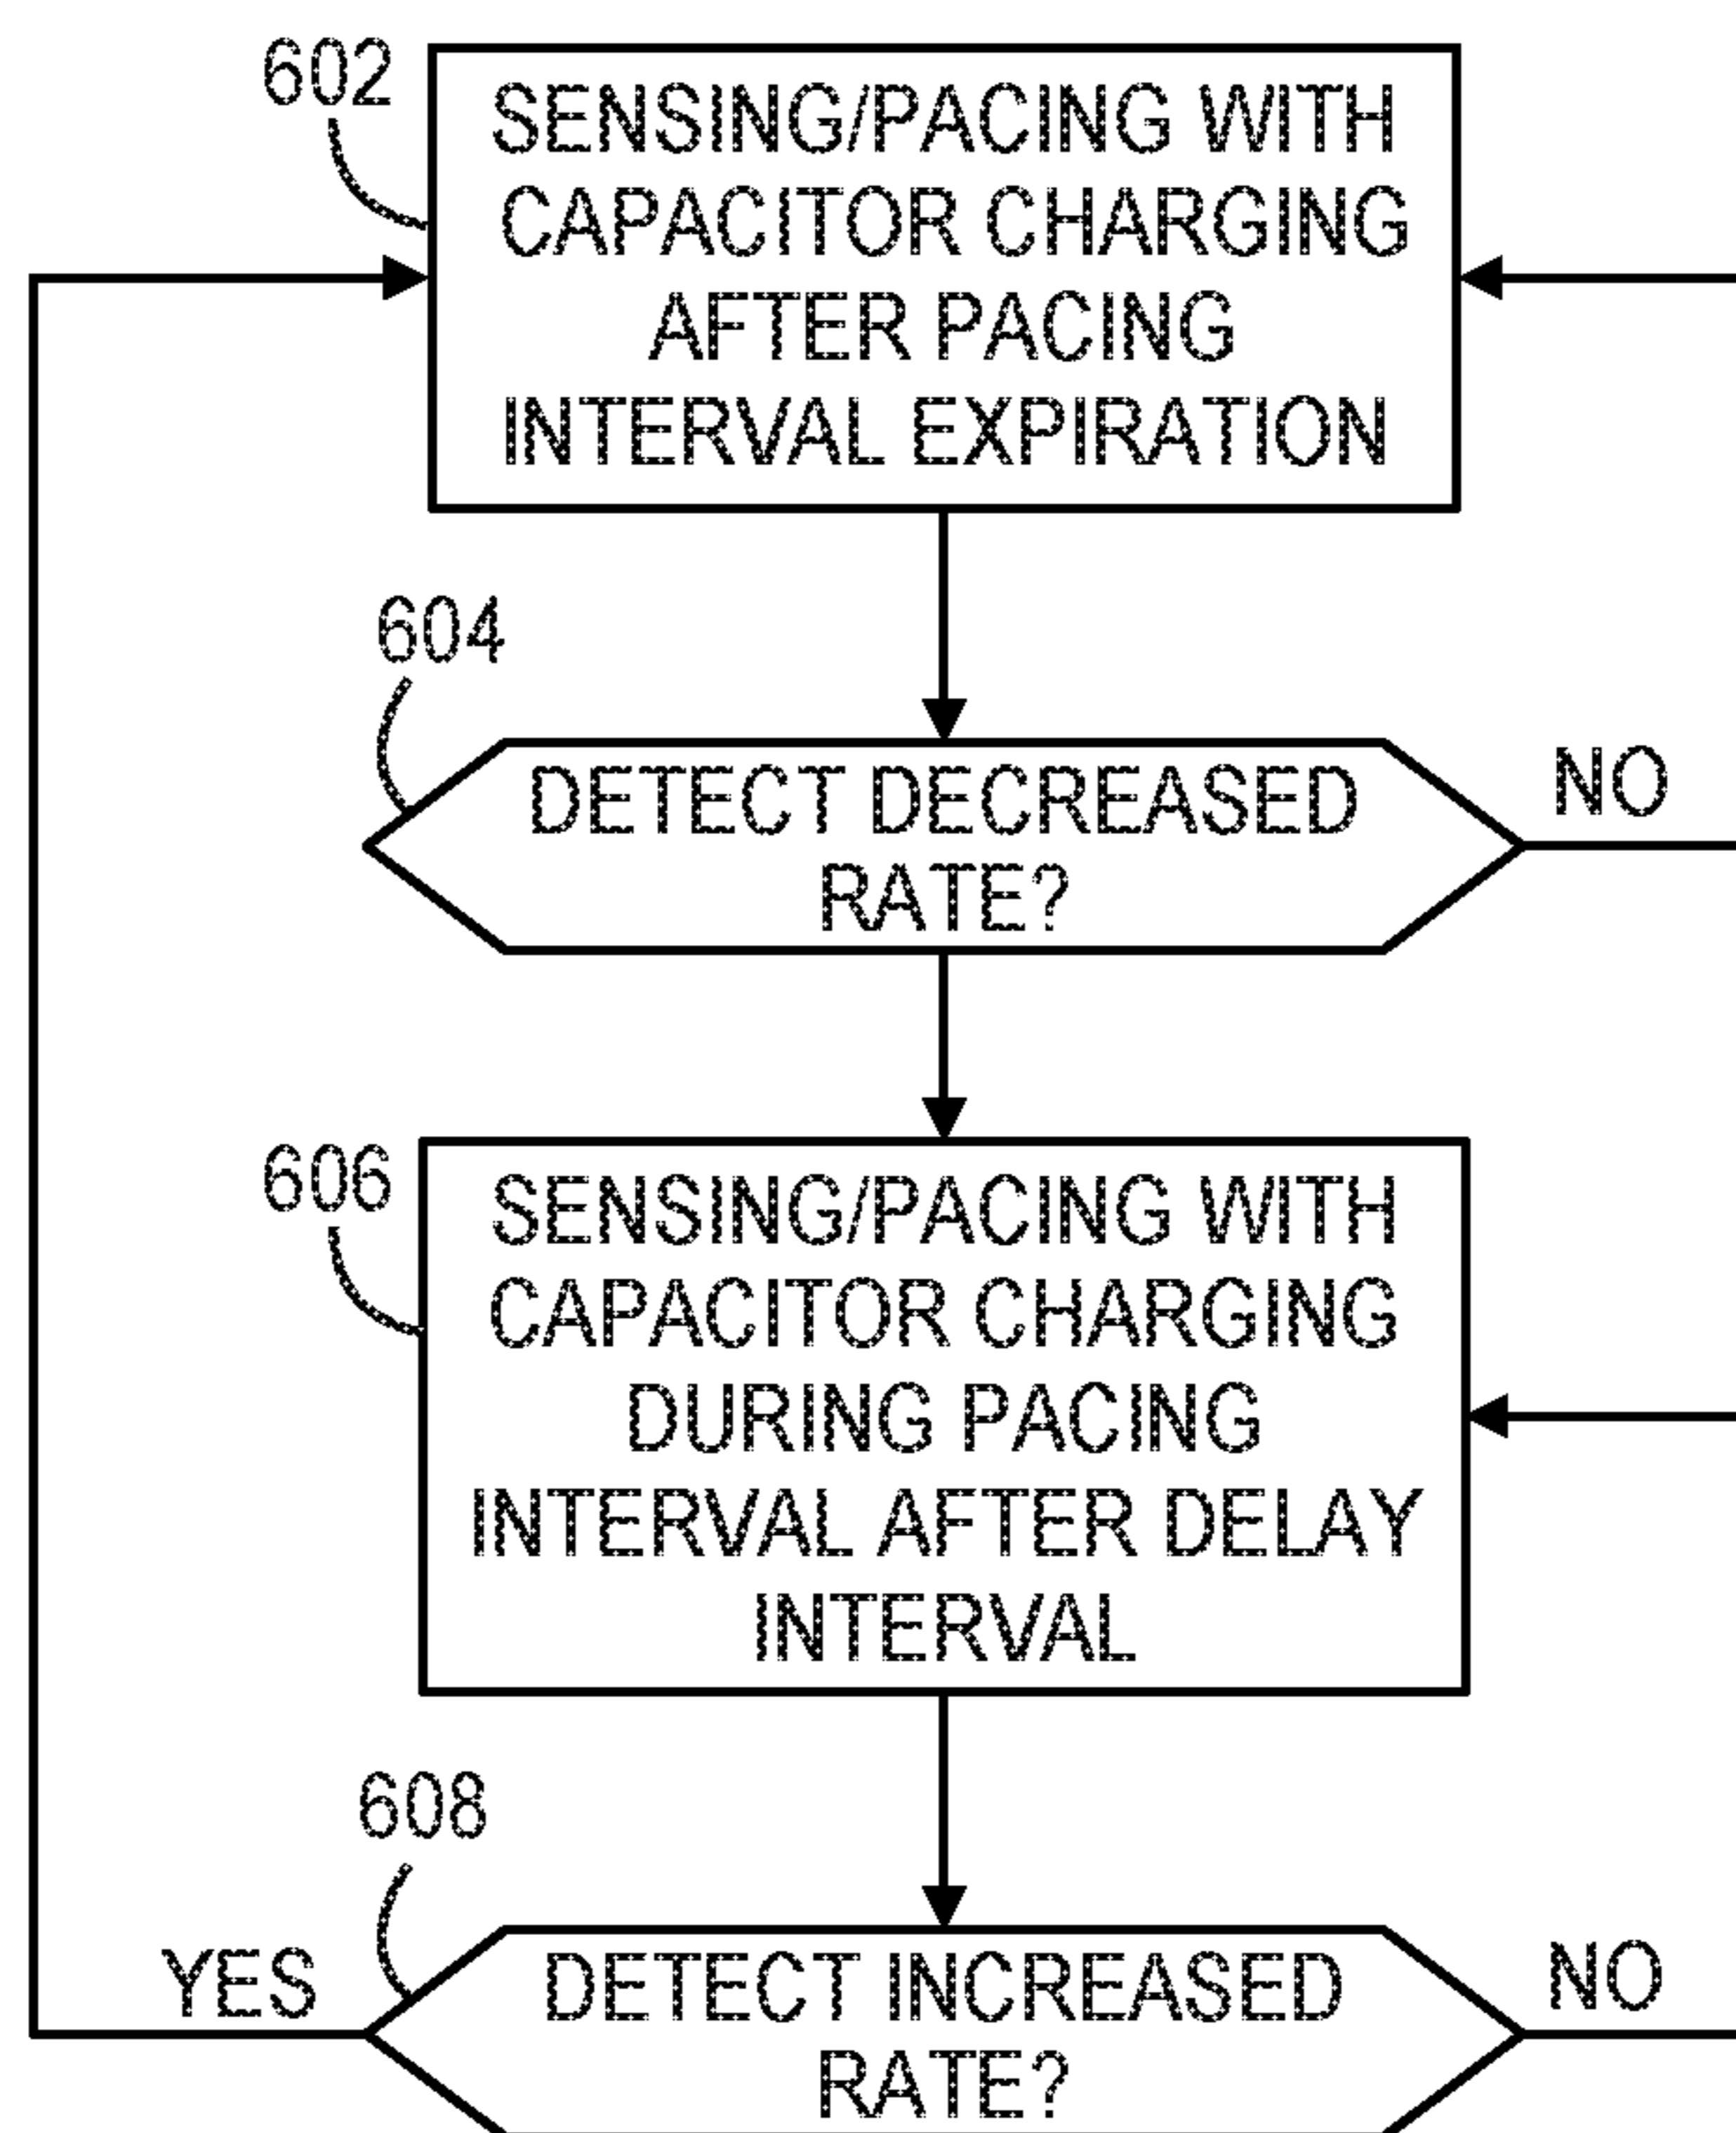 602
SENSING/PACING WITH
CAPACITOR CHARGING
AFTER PACING
INTERVAL EXPIRATION
604
DETECT DECREASED
RATE?
NO
606
SENSING/PACING WITH
CAPACITOR CHARGING
DURING PACING
INTERVAL AFTER DELAY
INTERVAL
608
YES
DETECT INCREASED
RATE?
NO